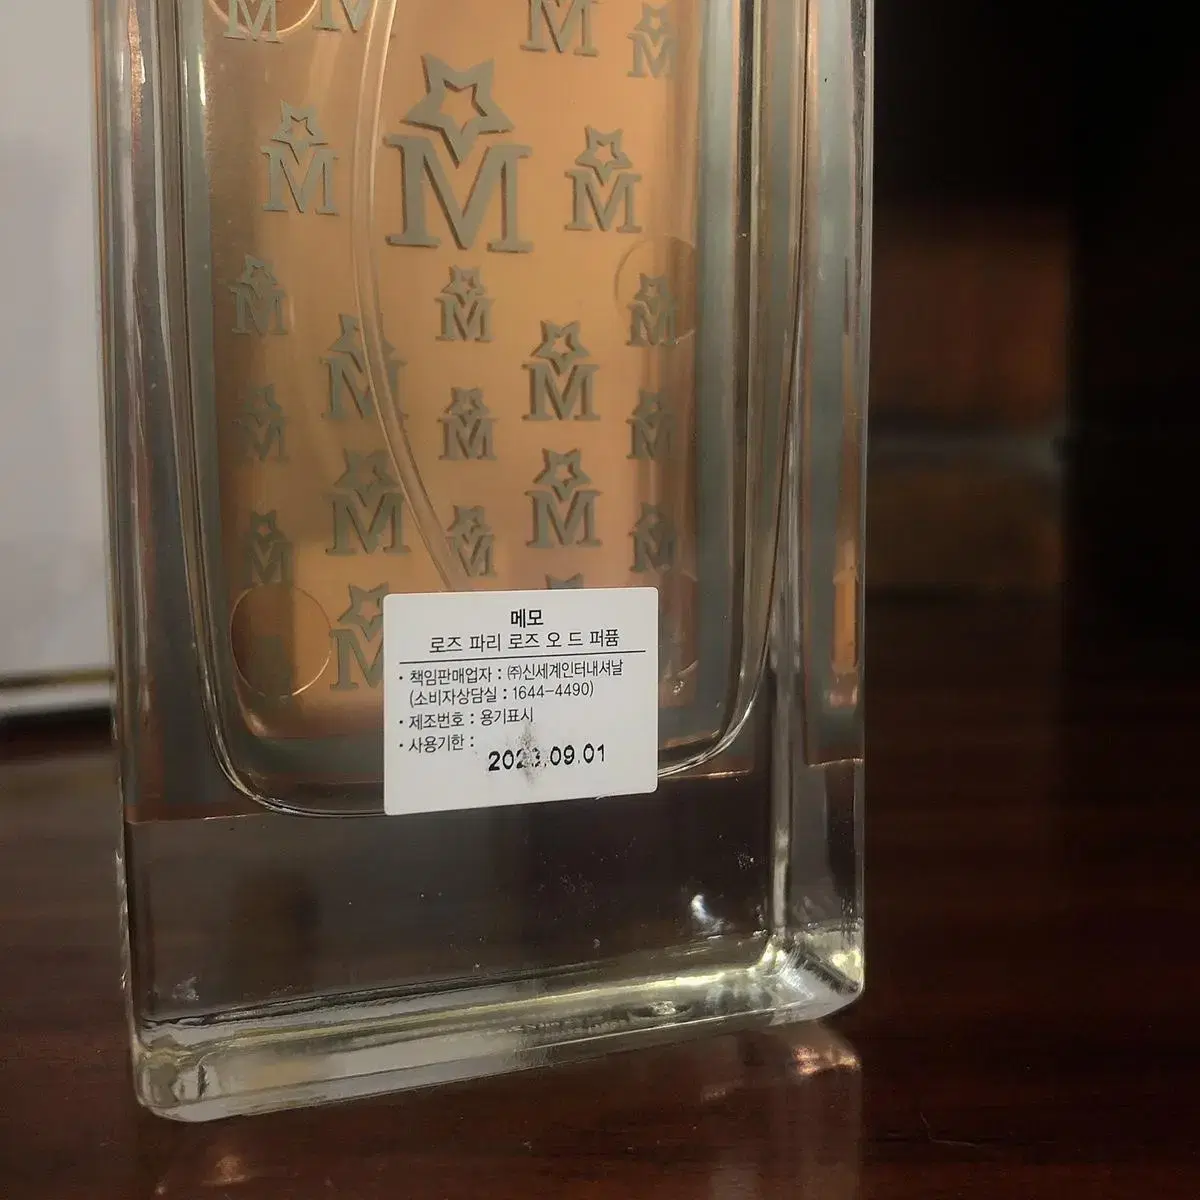 메모
로즈 파리 로즈 오 드 퍼퓸
· 책임판매업자 : ㈜신세계인터내셔날
(소비자상담실 : 1644-4490)
· 제조번호 : 용기표시
· 사용기한 :
.09.01
M